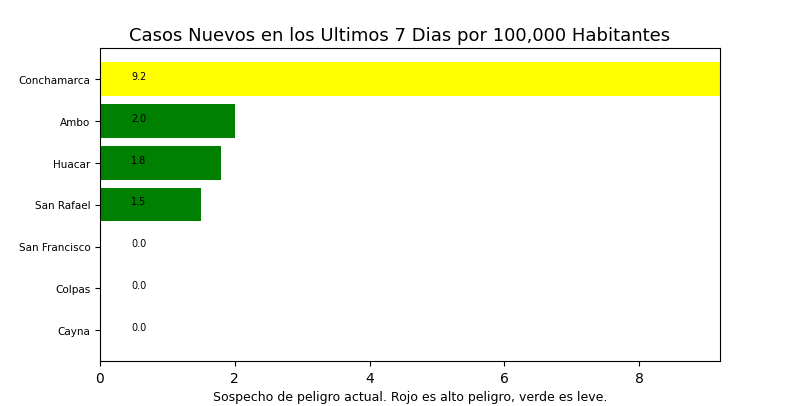 Casos Nuevos en los Ultimos 7 Dias por 100,000 Habitantes
Conchamarca 9.2
Ambo 2.0
Huacar 1.8
San Rafael 1.5
San Francisco 0.0
Colpas 0.0
Cayna 0.0
0 2 4 6 8
Sospecho de peligro actual. Rojo es alto peligro, verde es leve.